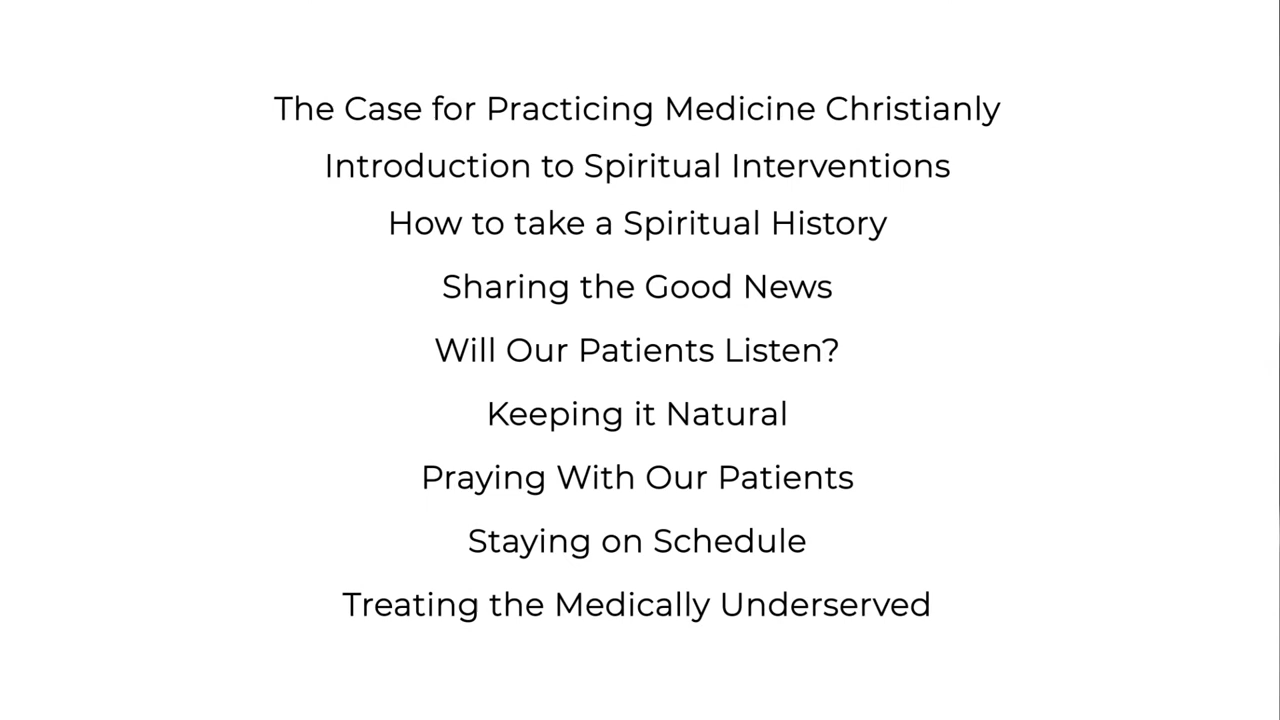 The Case for Practicing Medicine Christianly
Introduction to Spiritual Interventions
How to take a Spiritual History
Sharing the Good News
Will Our Patients Listen?
Keeping it Natural
Praying With Our Patients
Staying on Schedule
Treating the Medically Underserved